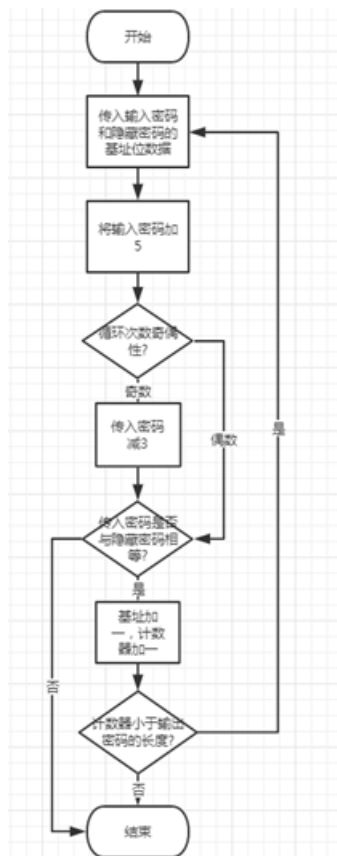 开始
传入输入密码
和隐藏密码的
基址位数据
将输入密码加
5
循环次数奇偶
性?
奇数
偶数
是
传入密码
减3
传入密码是否
与隐藏密码相
等?
是
基址加
一，计数
器加一
否
计数器小于输出
密码的长度?
否
结束